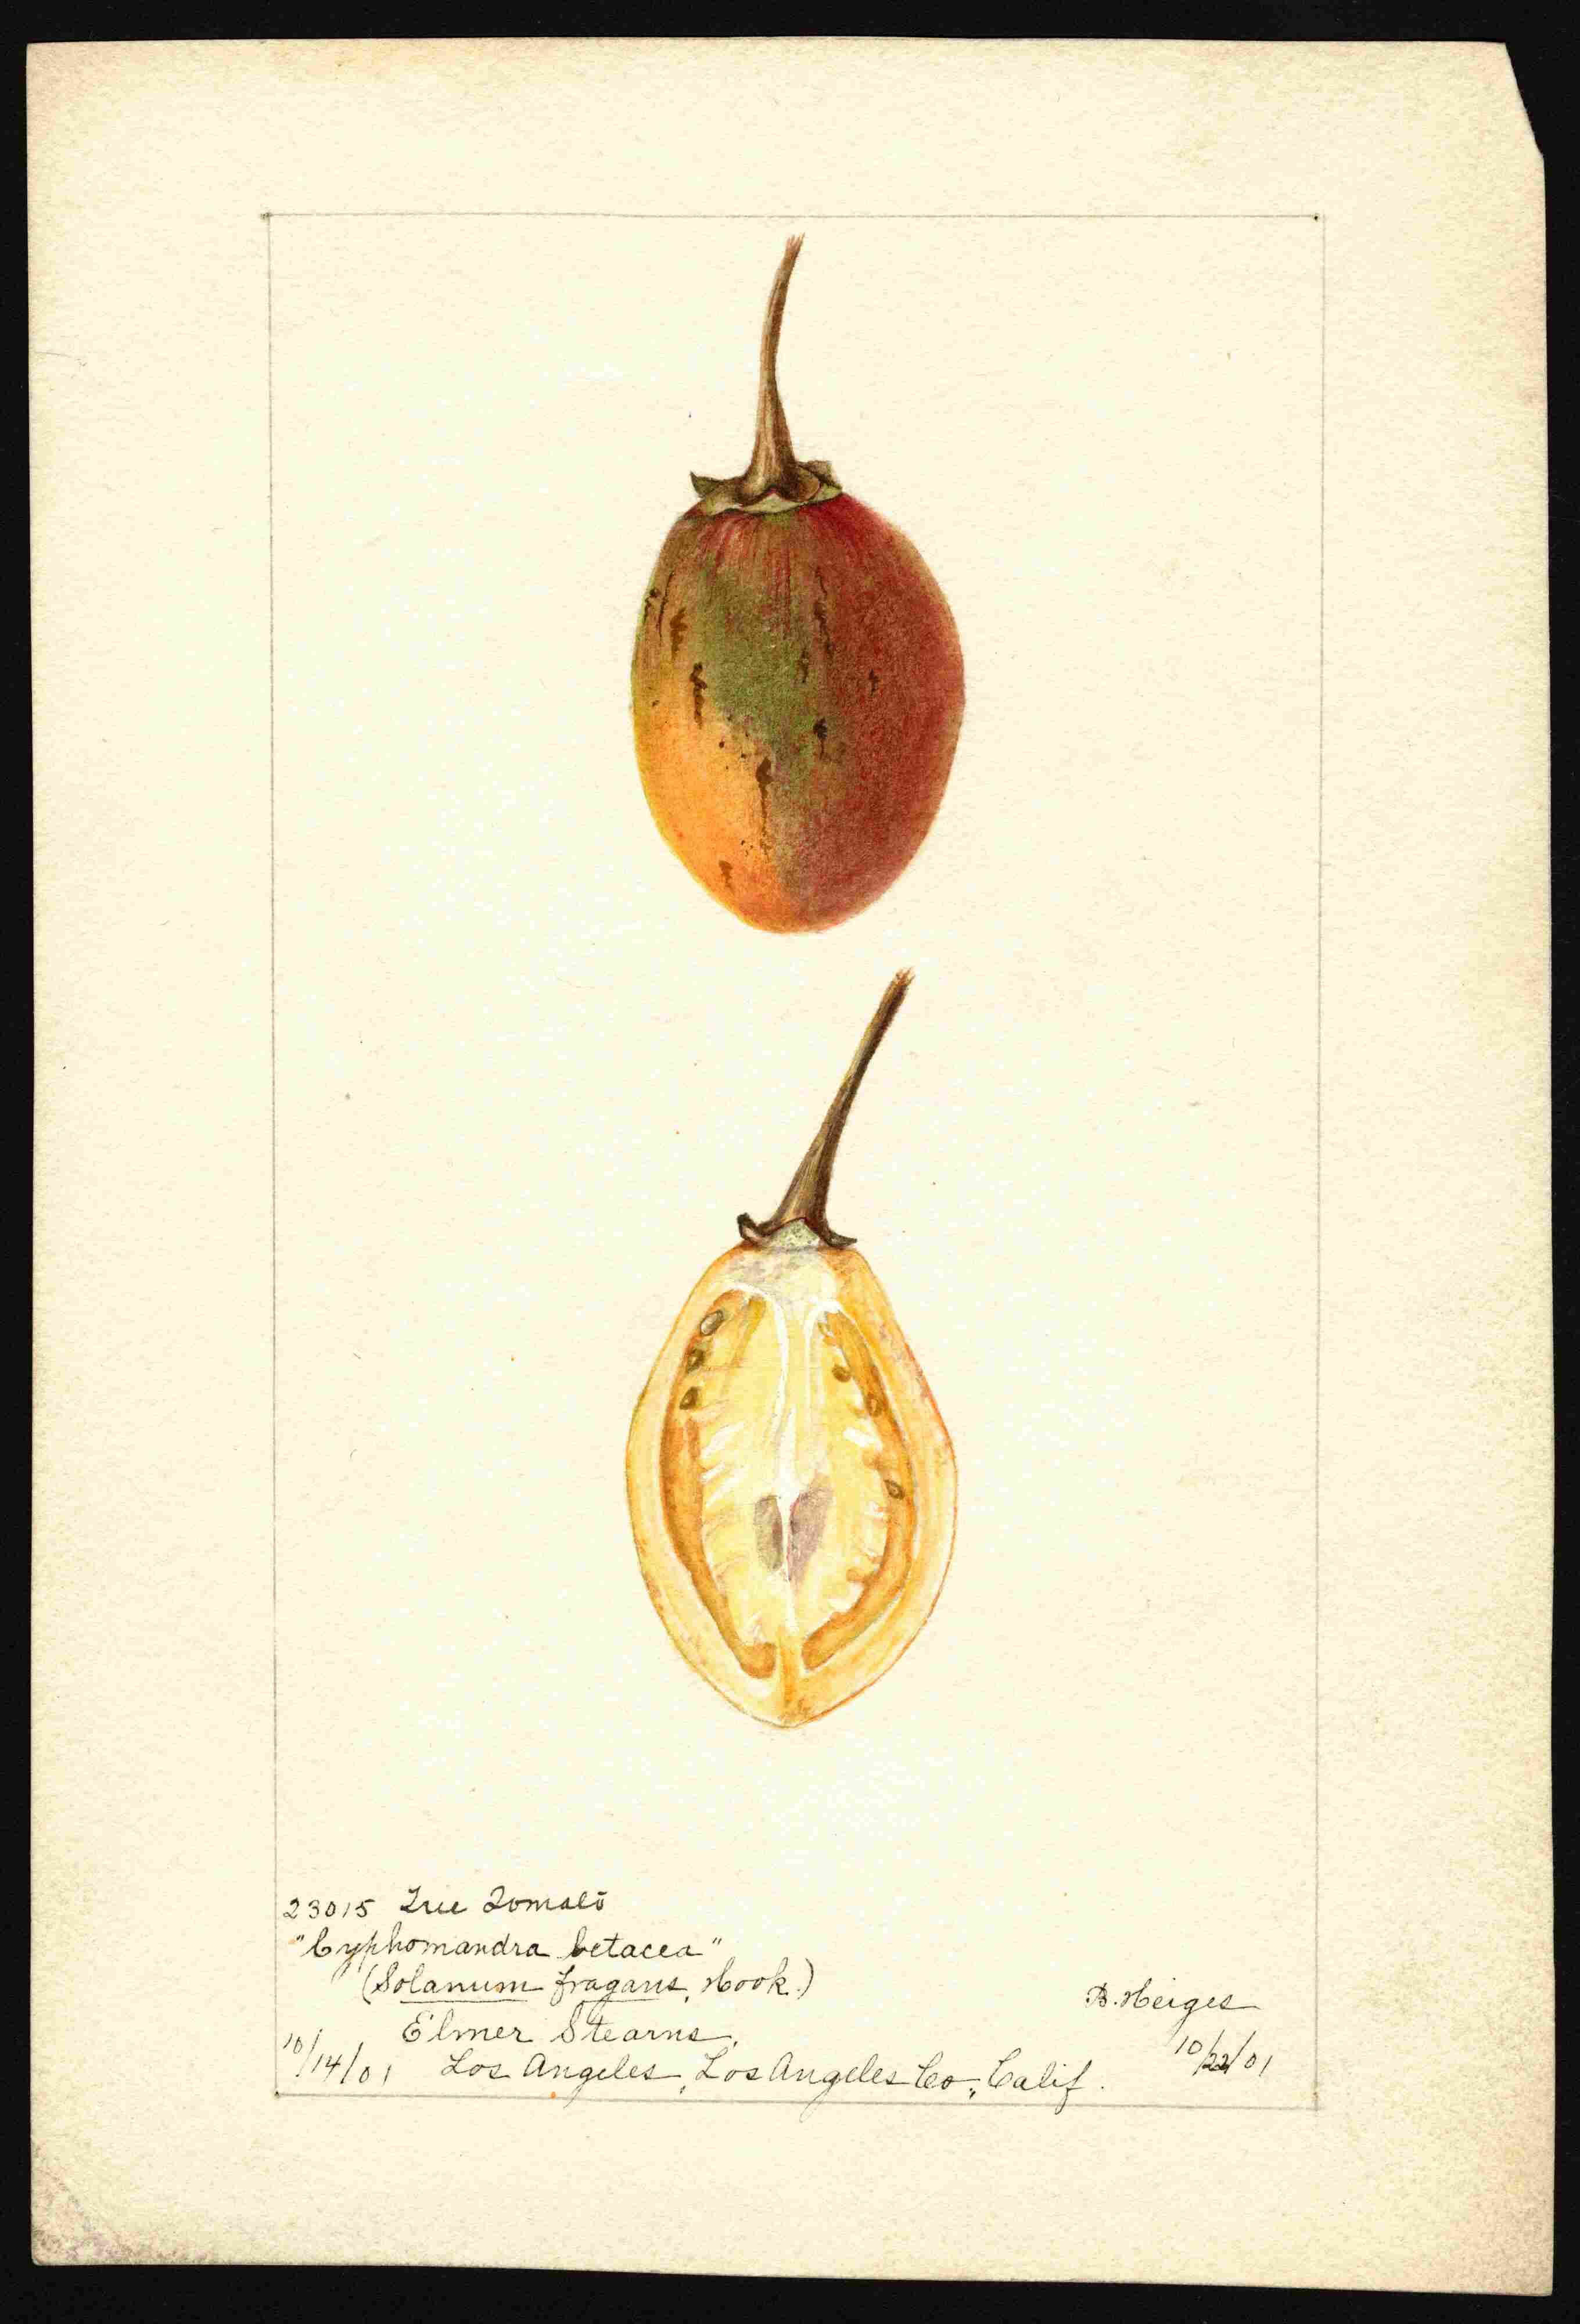 23015 Tree Tomato
"Cyphomandra betacea"
(Solanum fragans, Hook.)
Elmer Stearns.
10/14/01 Los Angeles, Los Angeles Co., Calif.
B. Heiges
10/22/01